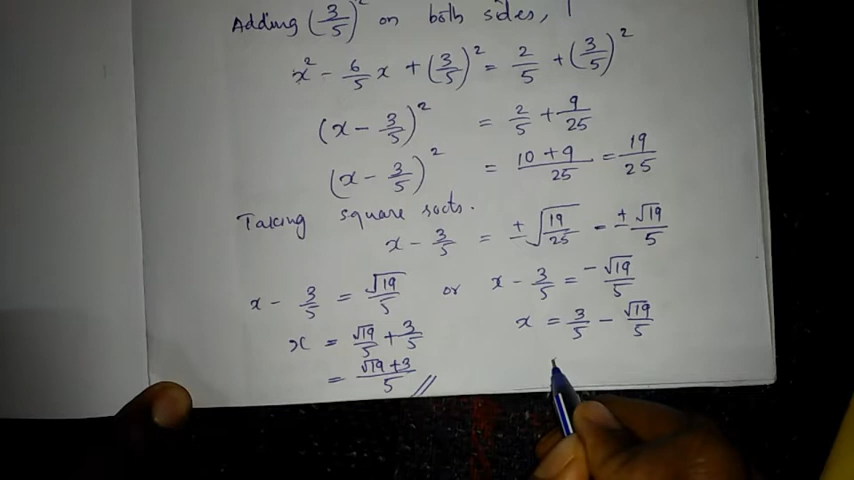 Adding (3/5)² on both sides,
x² - 6/5 x + (3/5)² = 2/5 + (3/5)²
(x - 3/5)² = 2/5 + 9/25
(x - 3/5)² = (10 + 9)/25 = 19/25
Taking square roots.
x - 3/5 = ±√(19/25) = ±√19/5
x - 3/5 = √19/5 or x - 3/5 = -√19/5
x = √19/5 + 3/5 x = 3/5 - √19/5
= (√19 + 3)/5 //